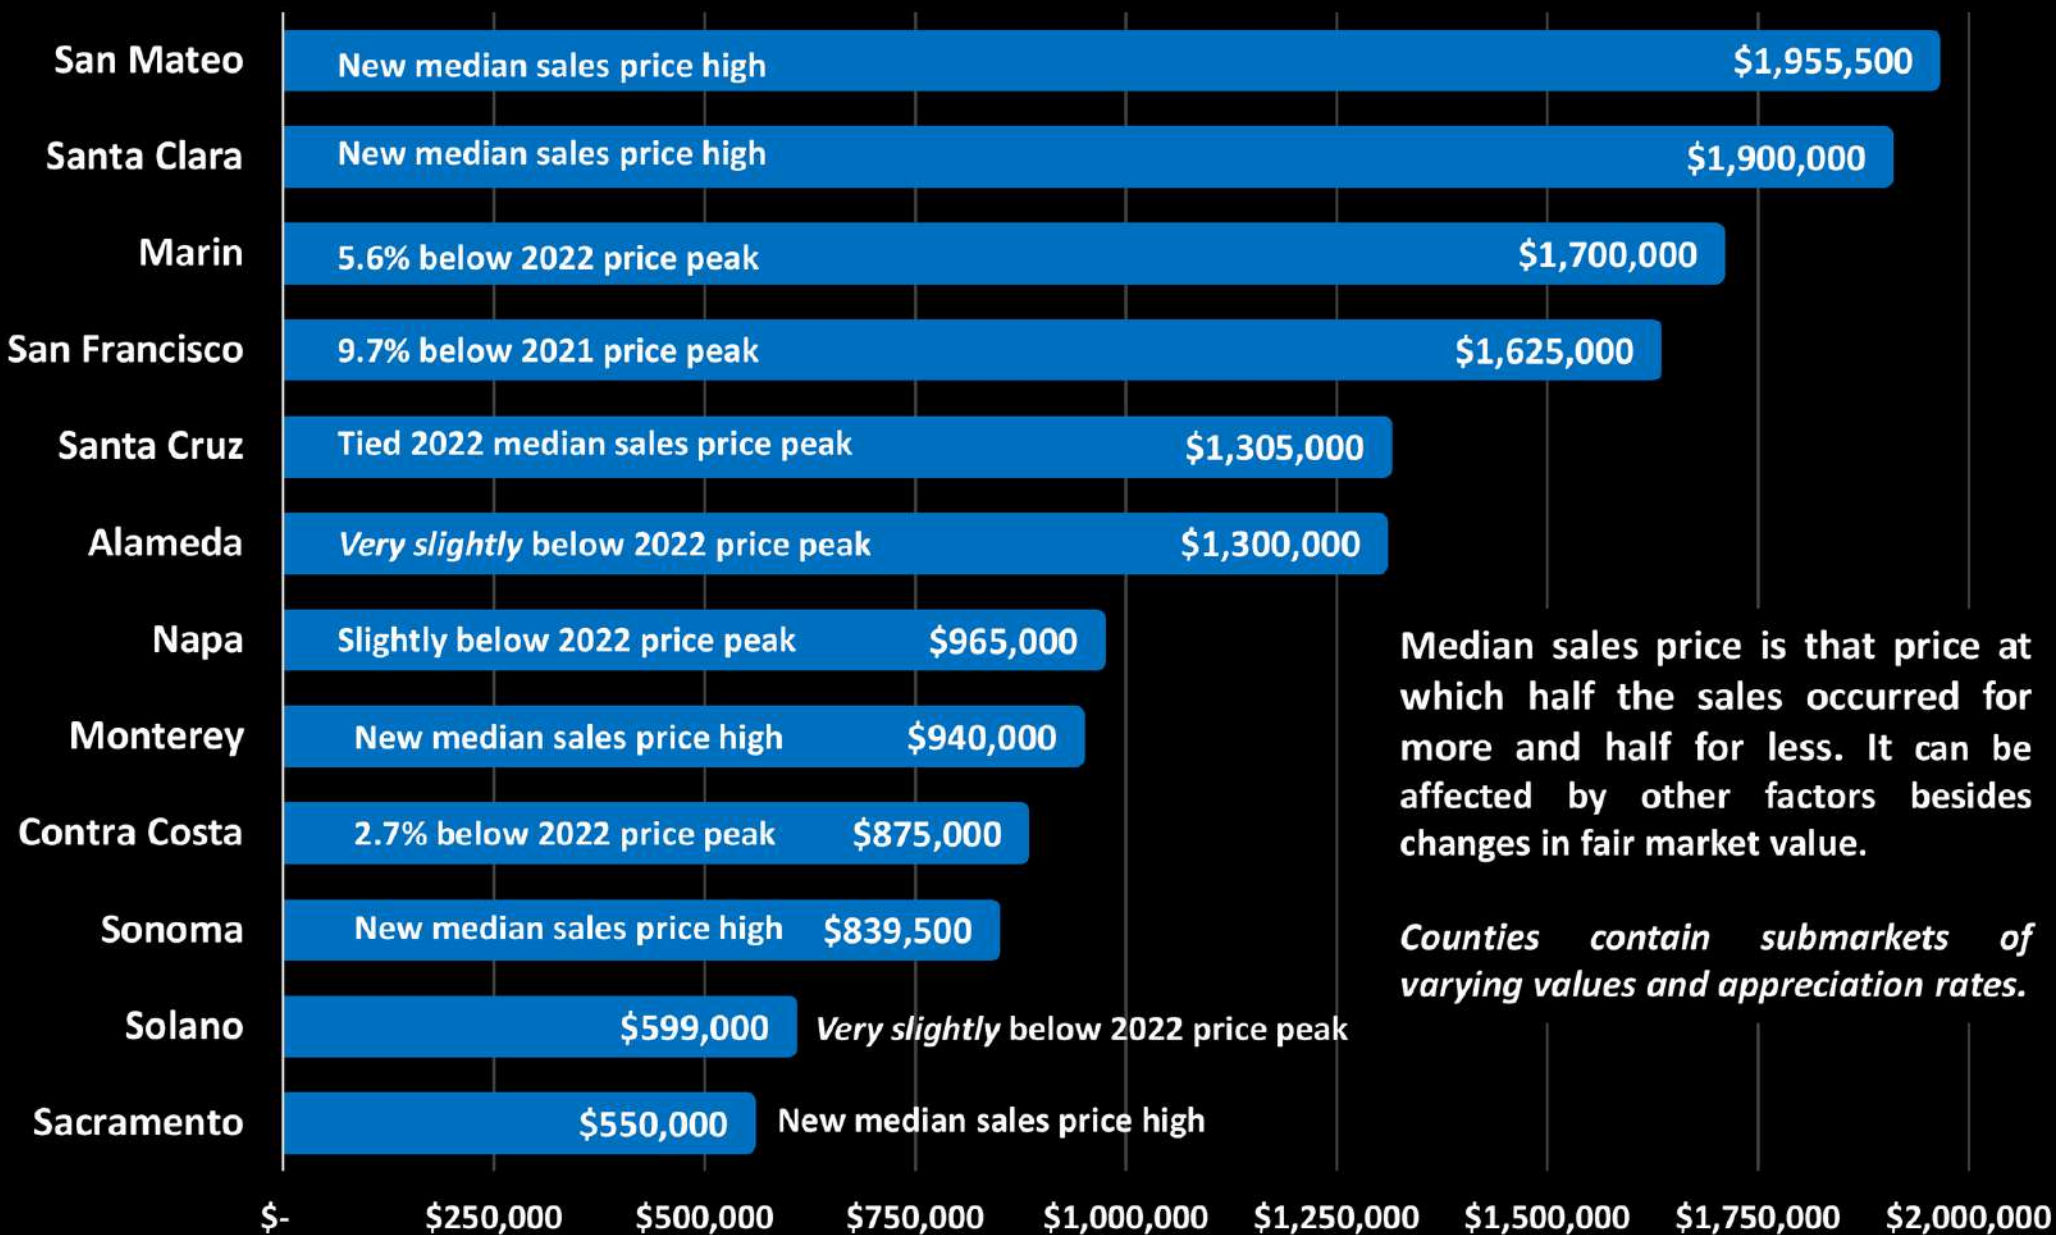 San Mateo New median sales price high $1,955,500
Santa Clara New median sales price high $1,900,000
Marin 5.6% below 2022 price peak $1,700,000
San Francisco 9.7% below 2021 price peak $1,625,000
Santa Cruz Tied 2022 median sales price peak $1,305,000
Alameda Very slightly below 2022 price peak $1,300,000
Napa Slightly below 2022 price peak $965,000
Monterey New median sales price high $940,000
Contra Costa 2.7% below 2022 price peak $875,000
Sonoma New median sales price high $839,500
Solano $599,000 Very slightly below 2022 price peak
Sacramento $550,000 New median sales price high
Median sales price is that price at
which half the sales occurred for
more and half for less. It can be
affected by other factors besides
changes in fair market value.
Counties contain submarkets of
varying values and appreciation rates.
$- $250,000 $500,000 $750,000 $1,000,000 $1,250,000 $1,500,000 $1,750,000 $2,000,000